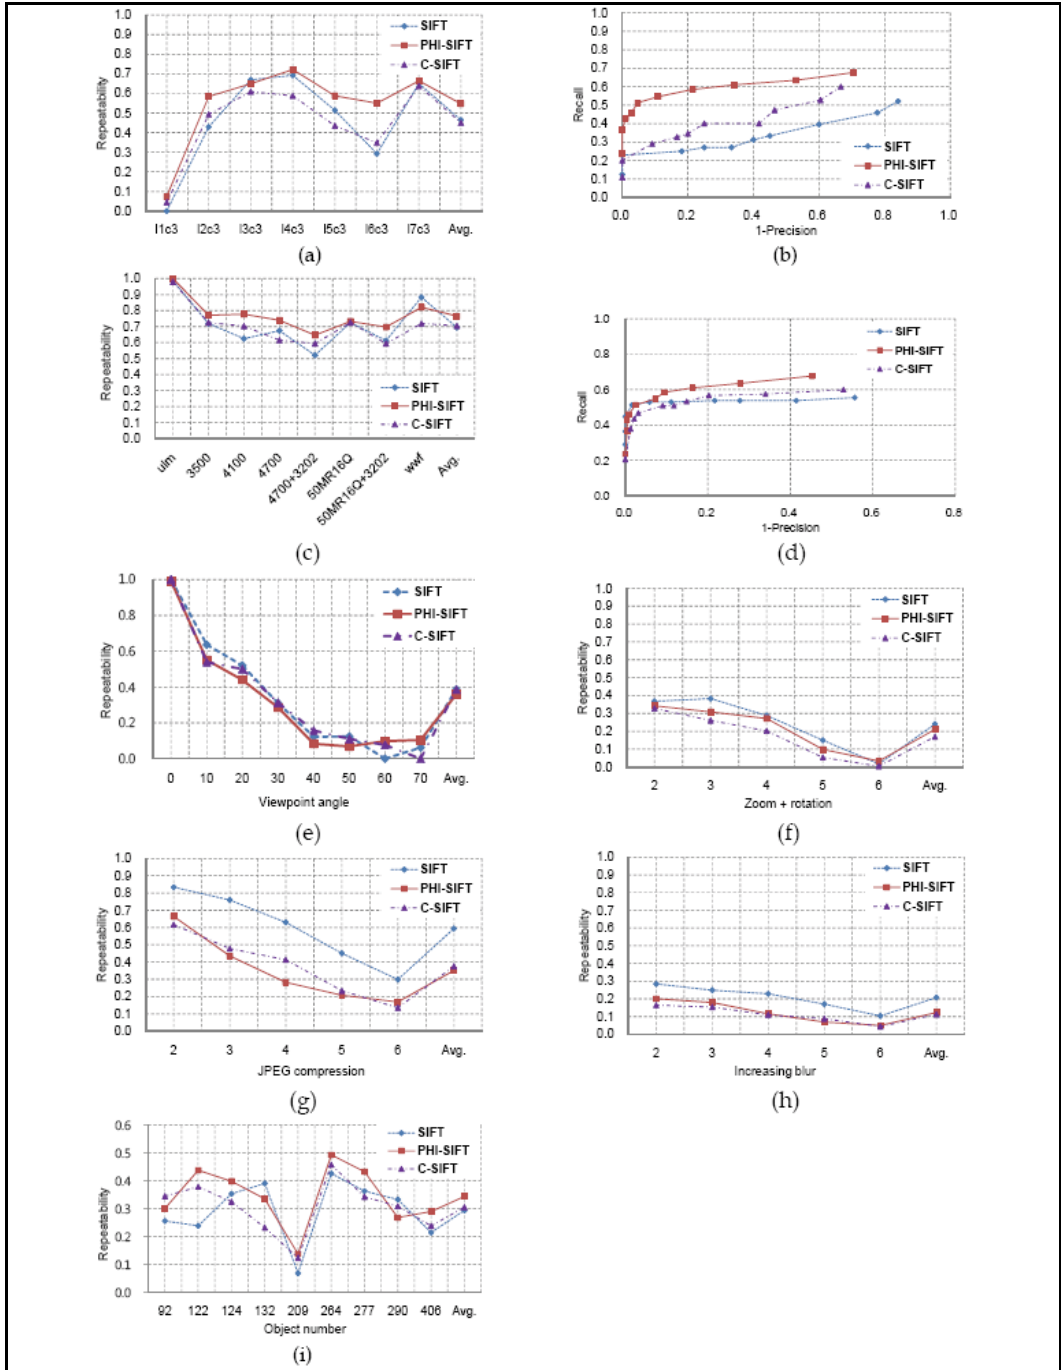 1.0
0.9
0.8
0.7
0.6
0.5
0.4
0.3
0.2
0.1
0.0
Repeatability
SIFT
PHI-SIFT
C-SIFT
I1c3 I2c3 I3c3 I4c3 I5c3 I6c3 I7c3 Avg.
(a)
1.0
0.9
0.8
0.7
0.6
0.5
0.4
0.3
0.2
0.1
0.0
Recall
SIFT
PHI-SIFT
C-SIFT
0.0 0.2 0.4 0.6 0.8 1.0
1-Precision
(b)
1.0
0.9
0.8
0.7
0.6
0.5
0.4
0.3
0.2
0.1
0.0
Repeatability
SIFT
PHI-SIFT
C-SIFT
ulm 3500 4100 4700 4700+3202 50MR16Q 50MR16Q+3202 wwf Avg.
(c)
1.0
0.8
0.6
0.4
0.2
0.0
Recall
SIFT
PHI-SIFT
C-SIFT
0.0 0.2 0.4 0.6 0.8
1-Precision
(d)
1.0
0.8
0.6
0.4
0.2
0.0
Repeatability
SIFT
PHI-SIFT
C-SIFT
0 10 20 30 40 50 60 70 Avg.
Viewpoint angle
(e)
1.0
0.9
0.8
0.7
0.6
0.5
0.4
0.3
0.2
0.1
0.0
Repeatability
SIFT
PHI-SIFT
C-SIFT
2 3 4 5 6 Avg.
Zoom + rotation
(f)
1.0
0.9
0.8
0.7
0.6
0.5
0.4
0.3
0.2
0.1
0.0
Repeatability
SIFT
PHI-SIFT
C-SIFT
2 3 4 5 6 Avg.
JPEG compression
(g)
1.0
0.9
0.8
0.7
0.6
0.5
0.4
0.3
0.2
0.1
0.0
Repeatability
SIFT
PHI-SIFT
C-SIFT
2 3 4 5 6 Avg.
Increasing blur
(h)
0.6
0.5
0.4
0.3
0.2
0.1
0.0
Repeatability
SIFT
PHI-SIFT
C-SIFT
92 122 124 132 209 264 277 290 406 Avg.
Object number
(i)